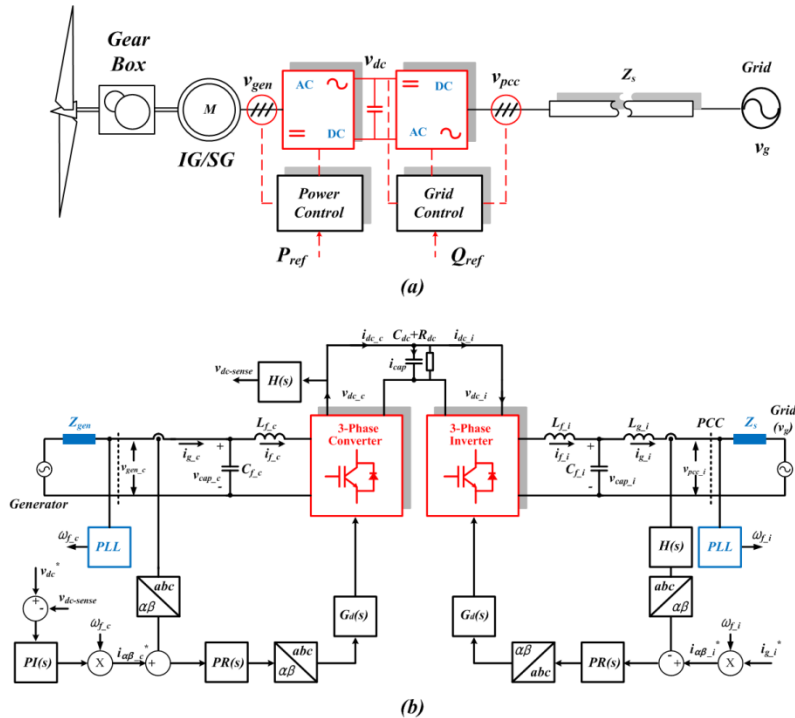 Gear
Box
M
IG/SG
v_gen
AC
DC
v_dc
DC
AC
v_pcc
Z_s
Grid
v_g
Power
Control
Grid
Control
P_ref
Q_ref
(a)
i_dc_c
C_dc+R_dc
i_dc_i
i_cap
v_dc-sense
H(s)
v_dc_c
v_dc_i
Z_gen
L_f_c
3-Phase
Converter
3-Phase
Inverter
L_f_i
L_g_i
PCC
Z_s
Grid
(v_g)
i_g_c
i_f_c
i_f_i
i_g_i
v_gen_c
+
v_cap_c
-
C_f_c
+
C_f_i
-
v_cap_i
v_pcc_i
Generator
ω_f_c
PLL
H(s)
PLL
ω_f_i
v_dc*
+
-
v_dc-sense
abc
αβ
G_d(s)
G_d(s)
abc
αβ
ω_f_c
ω_f_i
PI(s)
X
i_αβ_c*
+
PR(s)
abc
αβ
αβ
abc
PR(s)
-
+
i_αβ_i*
X
i_g_i*
(b)